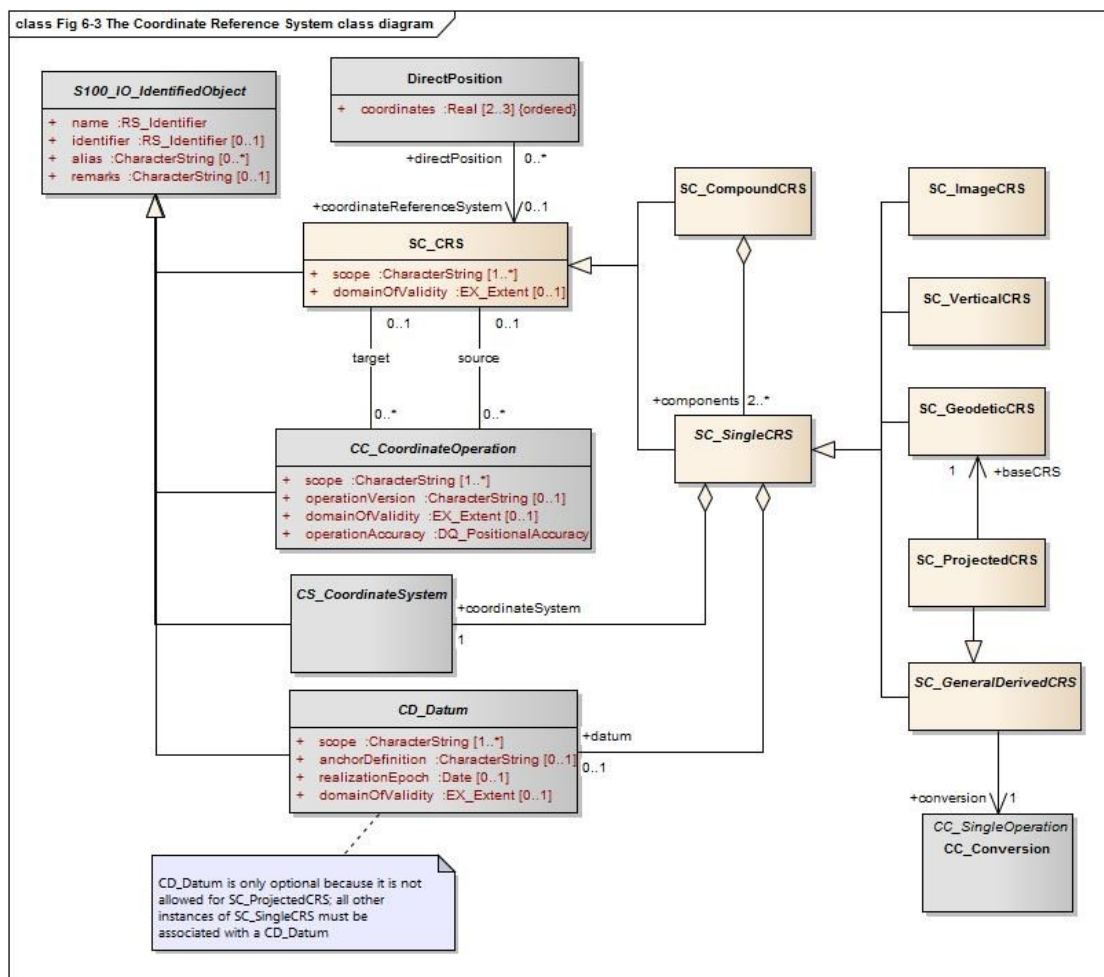 class Fig 6-3 The Coordinate Reference System class diagram
S100_IO_IdentifiedObject
+ name :RS_Identifier
+ identifier :RS_Identifier [0..1]
+ alias :CharacterString [0..*]
+ remarks :CharacterString [0..1]
DirectPosition
+ coordinates :Real [2..3] {ordered}
+directPosition
0..*
+coordinateReferenceSystem
0..1
SC_CRS
+ scope :CharacterString [1..*]
+ domainOfValidity :EX_Extent [0..1]
0..1
0..1
target
source
0..*
0..*
CC_CoordinateOperation
+ scope :CharacterString [1..*]
+ operationVersion :CharacterString [0..1]
+ domainOfValidity :EX_Extent [0..1]
+ operationAccuracy :DQ_PositionalAccuracy
CS_CoordinateSystem
+coordinateSystem
1
CD_Datum
+ scope :CharacterString [1..*]
+ anchorDefinition :CharacterString [0..1]
+ realizationEpoch :Date [0..1]
+ domainOfValidity :EX_Extent [0..1]
+datum
0..1
CD_Datum is only optional because it is not
allowed for SC_ProjectedCRS; all other
instances of SC_SingleCRS must be
associated with a CD_Datum
SC_CompoundCRS
+components
2..*
SC_SingleCRS
SC_ImageCRS
SC_VerticalCRS
SC_GeodeticCRS
1
+baseCRS
SC_ProjectedCRS
SC_GeneralDerivedCRS
+conversion
1
CC_SingleOperation
CC_Conversion